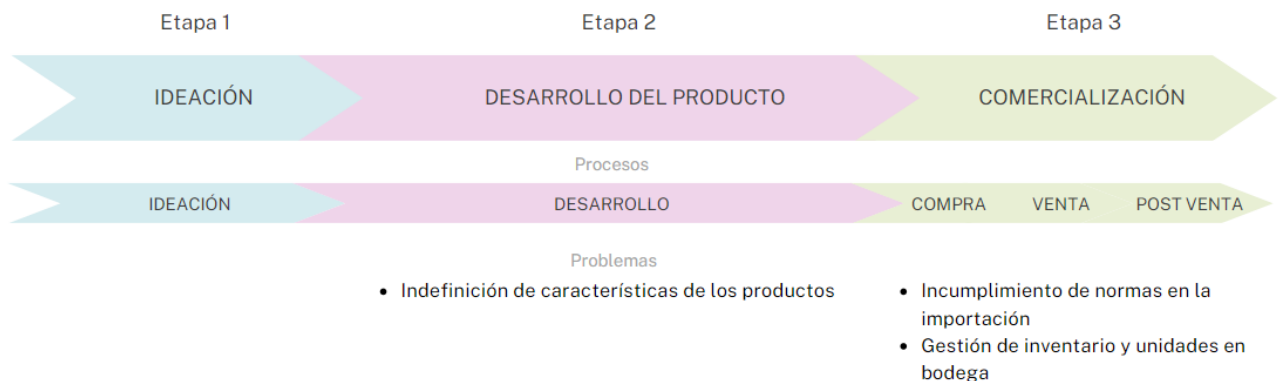 Etapa 1
Etapa 2
Etapa 3
IDEACIÓN
DESARROLLO DEL PRODUCTO
COMERCIALIZACIÓN
Procesos
IDEACIÓN
DESARROLLO
COMPRA
VENTA
POST VENTA
Problemas
• Indefinición de características de los productos
• Incumplimiento de normas en la
importación
• Gestión de inventario y unidades en
bodega